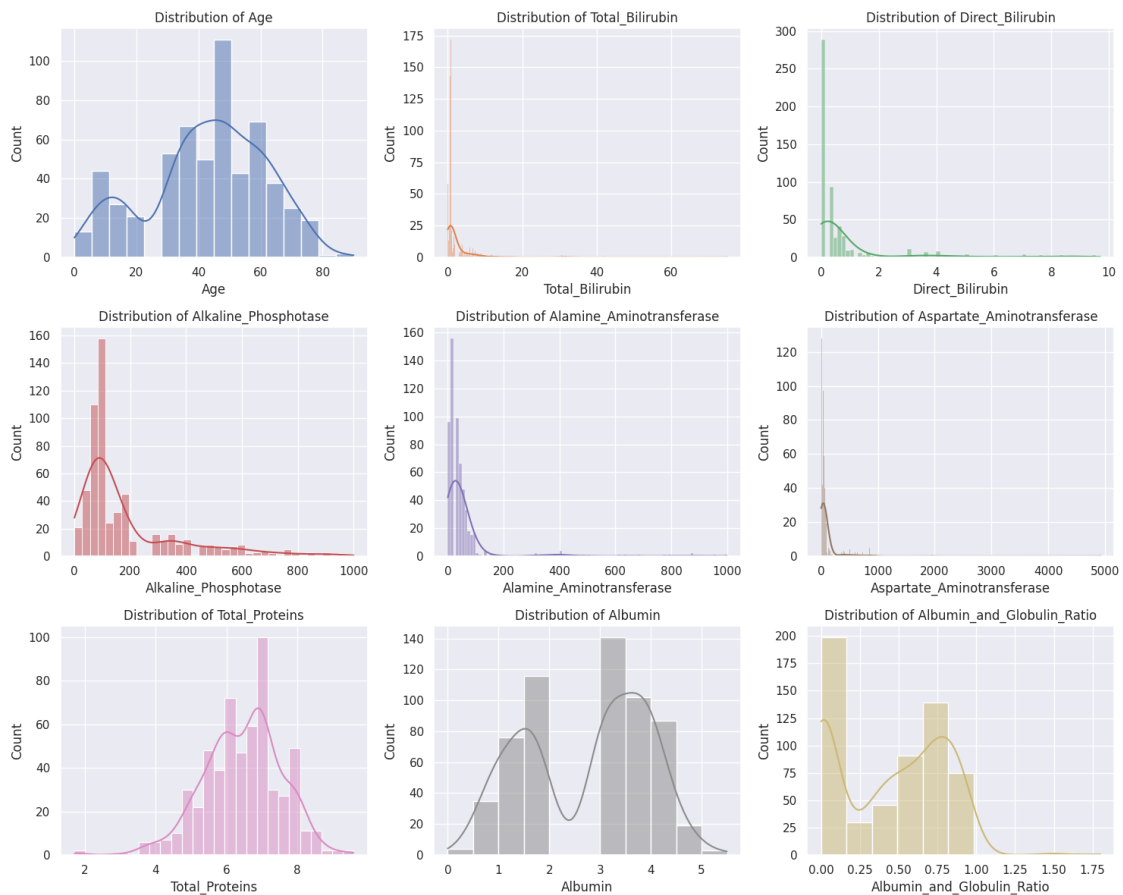 Distribution of Age
Count
100
80
60
40
20
0
0 20 40 60 80
Age
Distribution of Total_Bilirubin
Count
175
150
125
100
75
50
25
0
0 20 40 60
Total_Bilirubin
Distribution of Direct_Bilirubin
Count
300
250
200
150
100
50
0
0 2 4 6 8 10
Direct_Bilirubin
Distribution of Alkaline_Phosphotase
Count
160
140
120
100
80
60
40
20
0
0 200 400 600 800 1000
Alkaline_Phosphotase
Distribution of Alamine_Aminotransferase
Count
160
140
120
100
80
60
40
20
0
0 200 400 600 800 1000
Alamine_Aminotransferase
Distribution of Aspartate_Aminotransferase
Count
120
100
80
60
40
20
0
0 1000 2000 3000 4000 5000
Aspartate_Aminotransferase
Distribution of Total_Proteins
Count
100
80
60
40
20
0
2 4 6 8
Total_Proteins
Distribution of Albumin
Count
140
120
100
80
60
40
20
0
0 1 2 3 4 5
Albumin
Distribution of Albumin_and_Globulin_Ratio
Count
200
175
150
125
100
75
50
25
0
0.00 0.25 0.50 0.75 1.00 1.25 1.50 1.75
Albumin_and_Globulin_Ratio